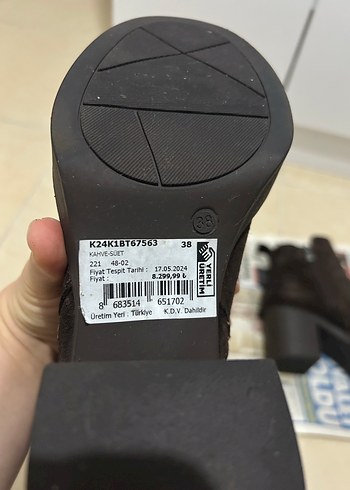 38
K24K1BT67563 38
KAHVE-SÜET
221 48-02
Fiyat Tespit Tarihi : 17.05.2024
Fiyat : 8.299,99 ₺
YERLİ
ÜRETİM
8 683514 651702
Üretim Yeri : Türkiye K.D.V. Dahildir